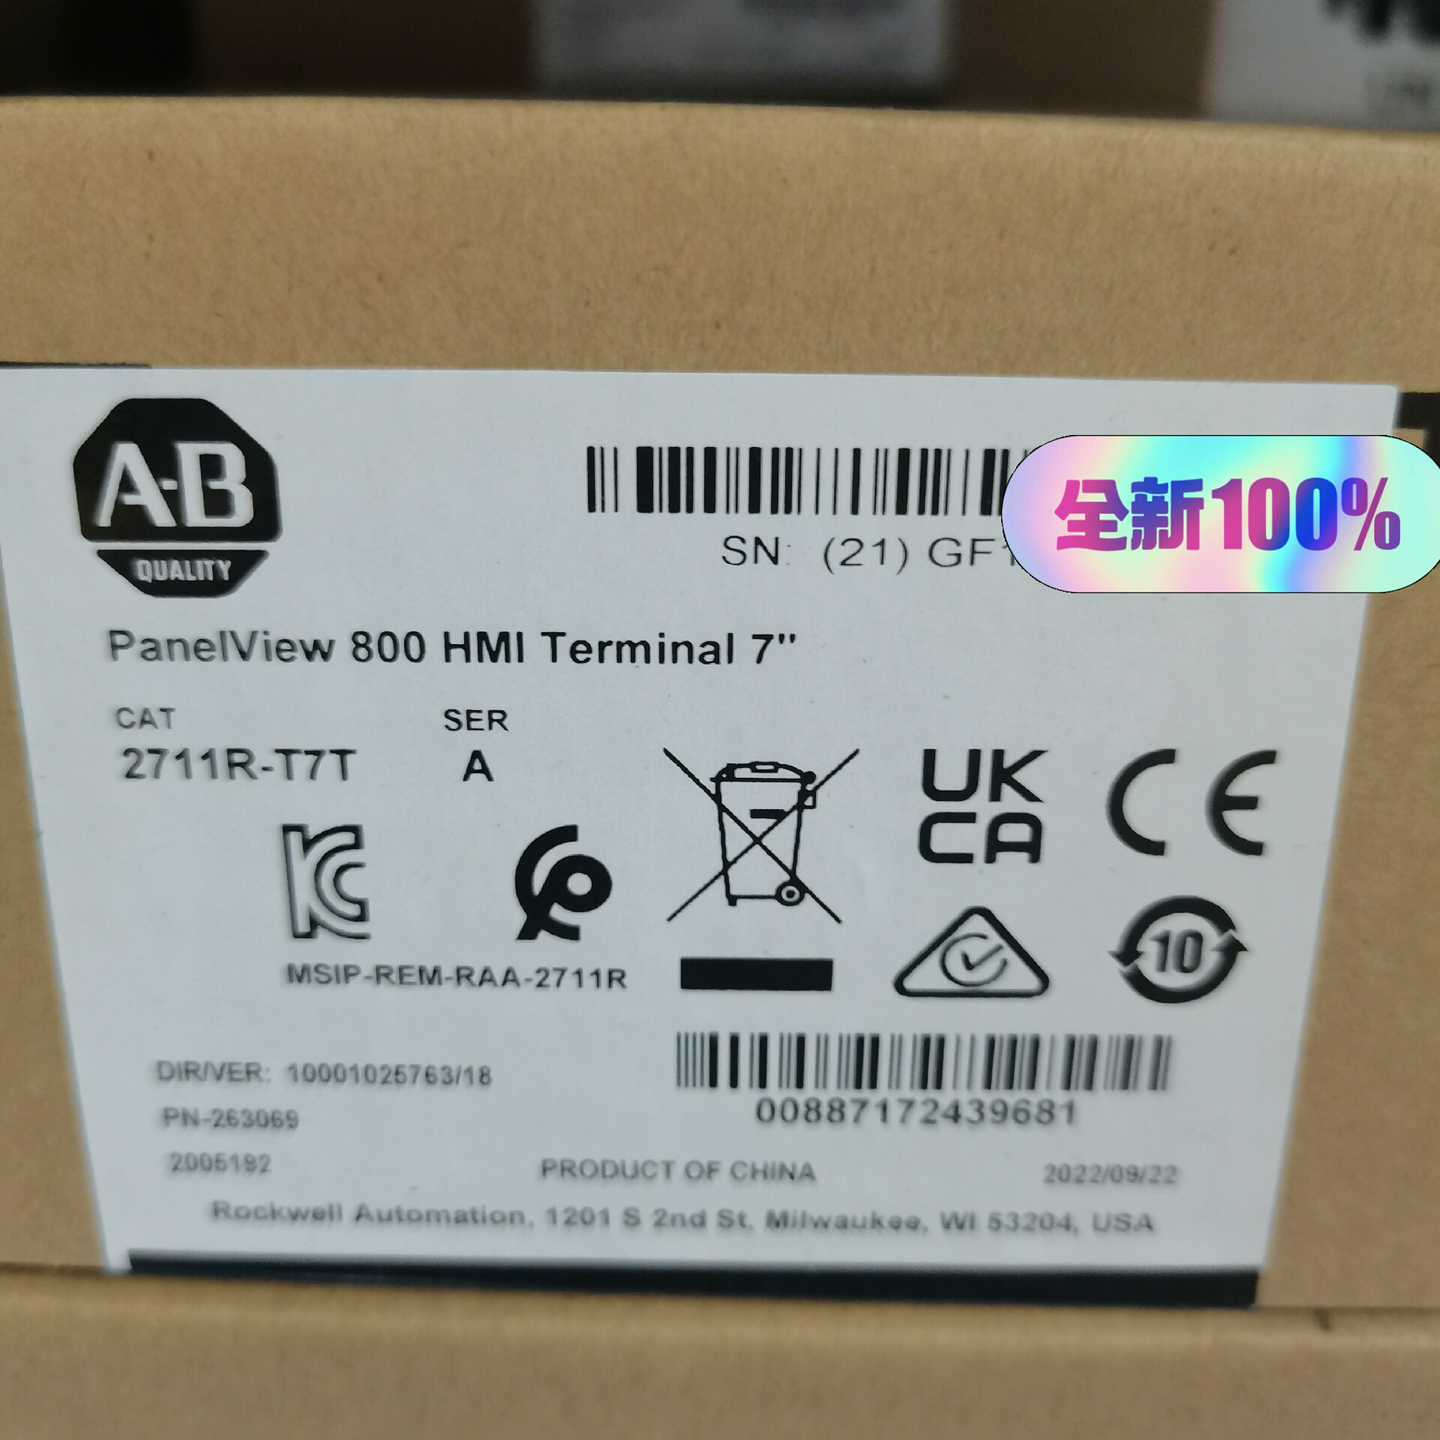 A-B
QUALITY
SN: (21) GF1
全新100%
PanelView 800 HMI Terminal 7"
CAT SER
2711R-T7T A
UK
CA
CE
10
MSIP-REM-RAA-2711R
DIR/VER: 10001025763/18
00887172439681
PN-263069
2005192
PRODUCT OF CHINA
2022/09/22
Rockwell Automation, 1201 S 2nd St, Milwaukee, WI 53204, USA